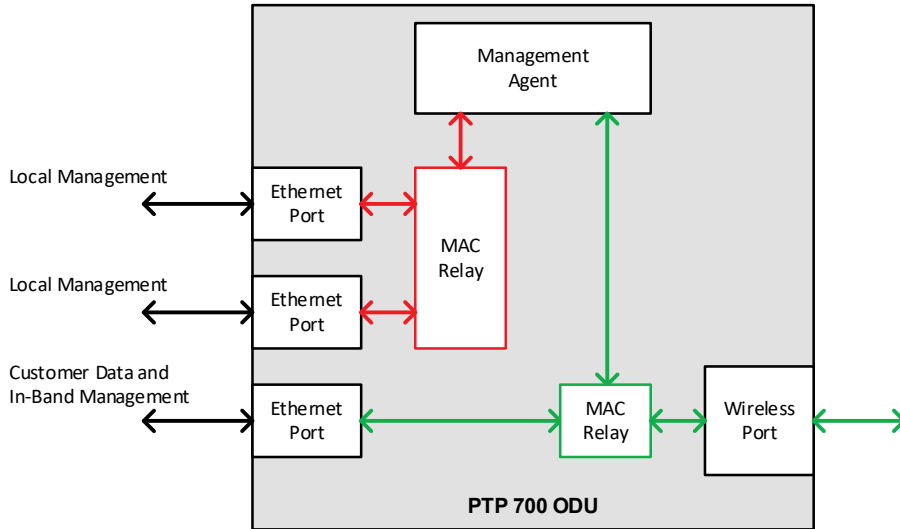 Management
Agent
Local Management
Ethernet
Port
MAC
Relay
Local Management
Ethernet
Port
Customer Data and
In-Band Management
Ethernet
Port
MAC
Relay
Wireless
Port
PTP 700 ODU